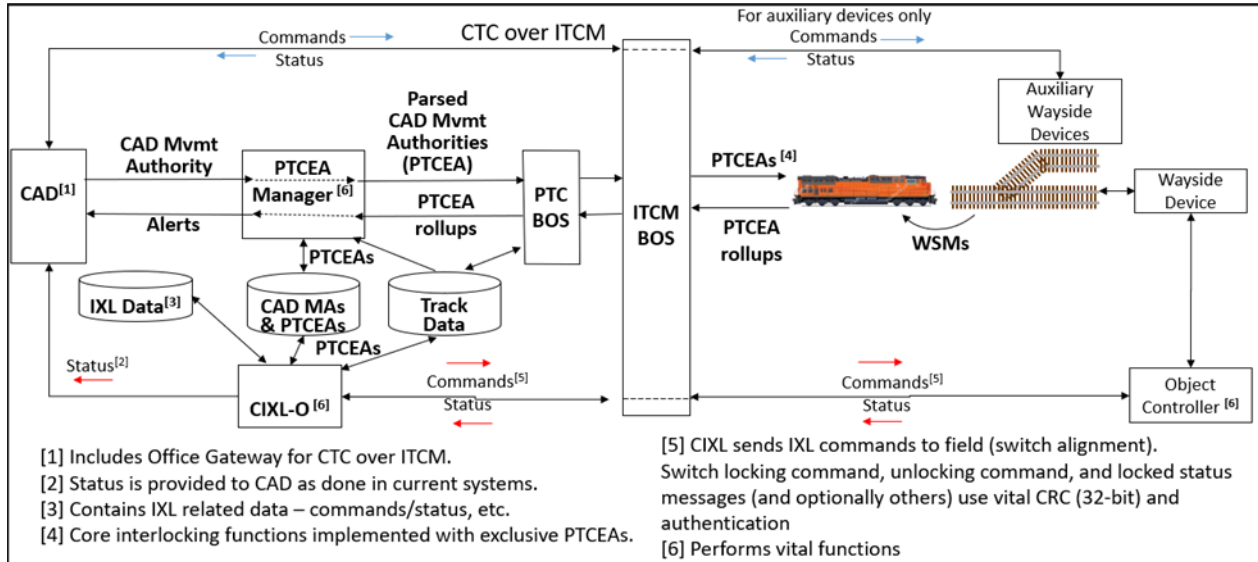 For auxiliary devices only
Commands
Status
CTC over ITCM
Commands
Status
Auxiliary
Wayside
Devices
CAD[1]
CAD Mvmt
Authority
Alerts
PTCEA
Manager [6]
Parsed
CAD Mvmt
Authorities
(PTCEA)
PTCEA
rollups
PTC
BOS
ITCM
BOS
PTCEAs [4]
PTCEA
rollups
WSMs
Wayside
Device
PTCEAs
IXL Data[3]
CAD MAs
& PTCEAs
Track
Data
PTCEAs
Status[2]
CIXL-O [6]
Commands[5]
Status
Commands[5]
Status
Object
Controller [6]
[1] Includes Office Gateway for CTC over ITCM.
[2] Status is provided to CAD as done in current systems.
[3] Contains IXL related data – commands/status, etc.
[4] Core interlocking functions implemented with exclusive PTCEAs.
[5] CIXL sends IXL commands to field (switch alignment).
Switch locking command, unlocking command, and locked status
messages (and optionally others) use vital CRC (32-bit) and
authentication
[6] Performs vital functions